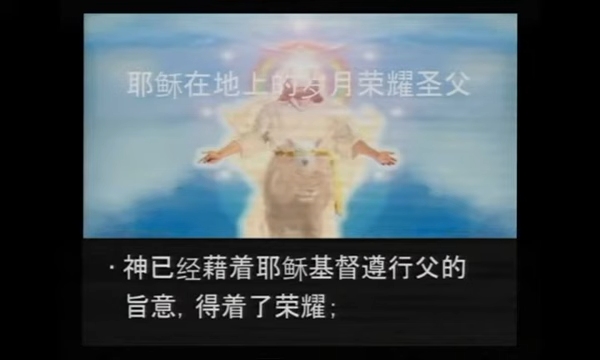 耶稣在地上的岁月荣耀圣父
·神已经藉着耶稣基督遵行父的
旨意,得着了荣耀;